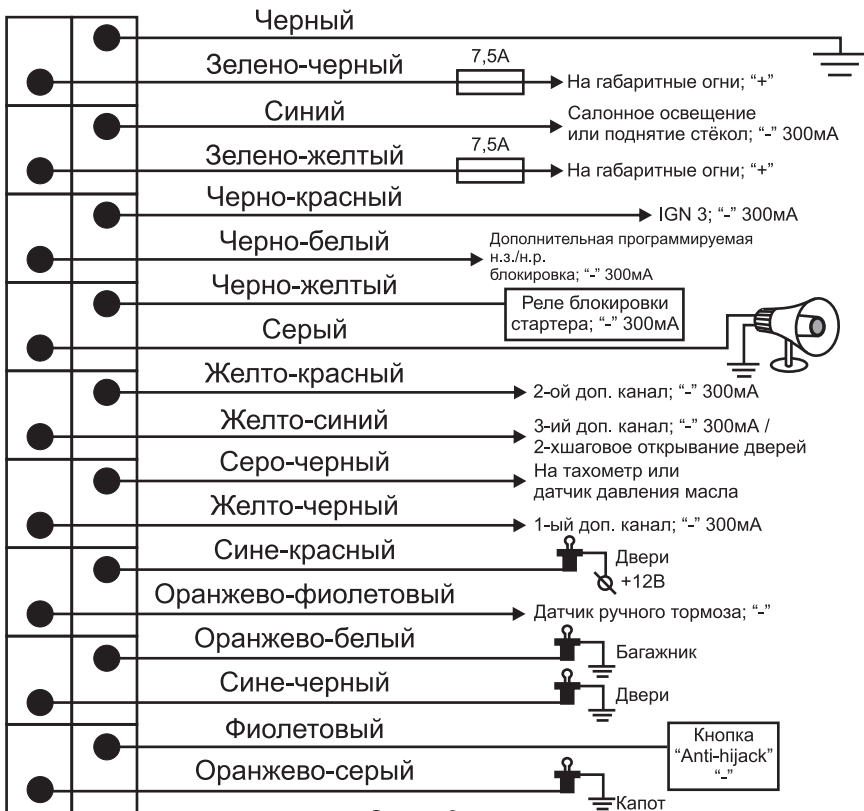 Черный
Зелено-черный
7,5А
На габаритные огни; “+”
Синий
Салонное освещение
или поднятие стёкол; “-” 300мА
Зелено-желтый
7,5А
На габаритные огни; “+”
Черно-красный
IGN 3; “-” 300мА
Черно-белый
Дополнительная программируемая
н.з./н.р.
блокировка; “-” 300мА
Черно-желтый
Реле блокировки
стартера; “-” 300мА
Серый
Желто-красный
2-ой доп. канал; “-” 300мА
Желто-синий
3-ий доп. канал; “-” 300мА /
2-хшаговое открывание дверей
Серо-черный
На тахометр или
датчик давления масла
Желто-черный
1-ый доп. канал; “-” 300мА
Сине-красный
Двери
+12В
Оранжево-фиолетовый
Датчик ручного тормоза; “-”
Оранжево-белый
Багажник
Сине-черный
Двери
Фиолетовый
Кнопка
“Anti-hijack”
“-”
Оранжево-серый
Капот